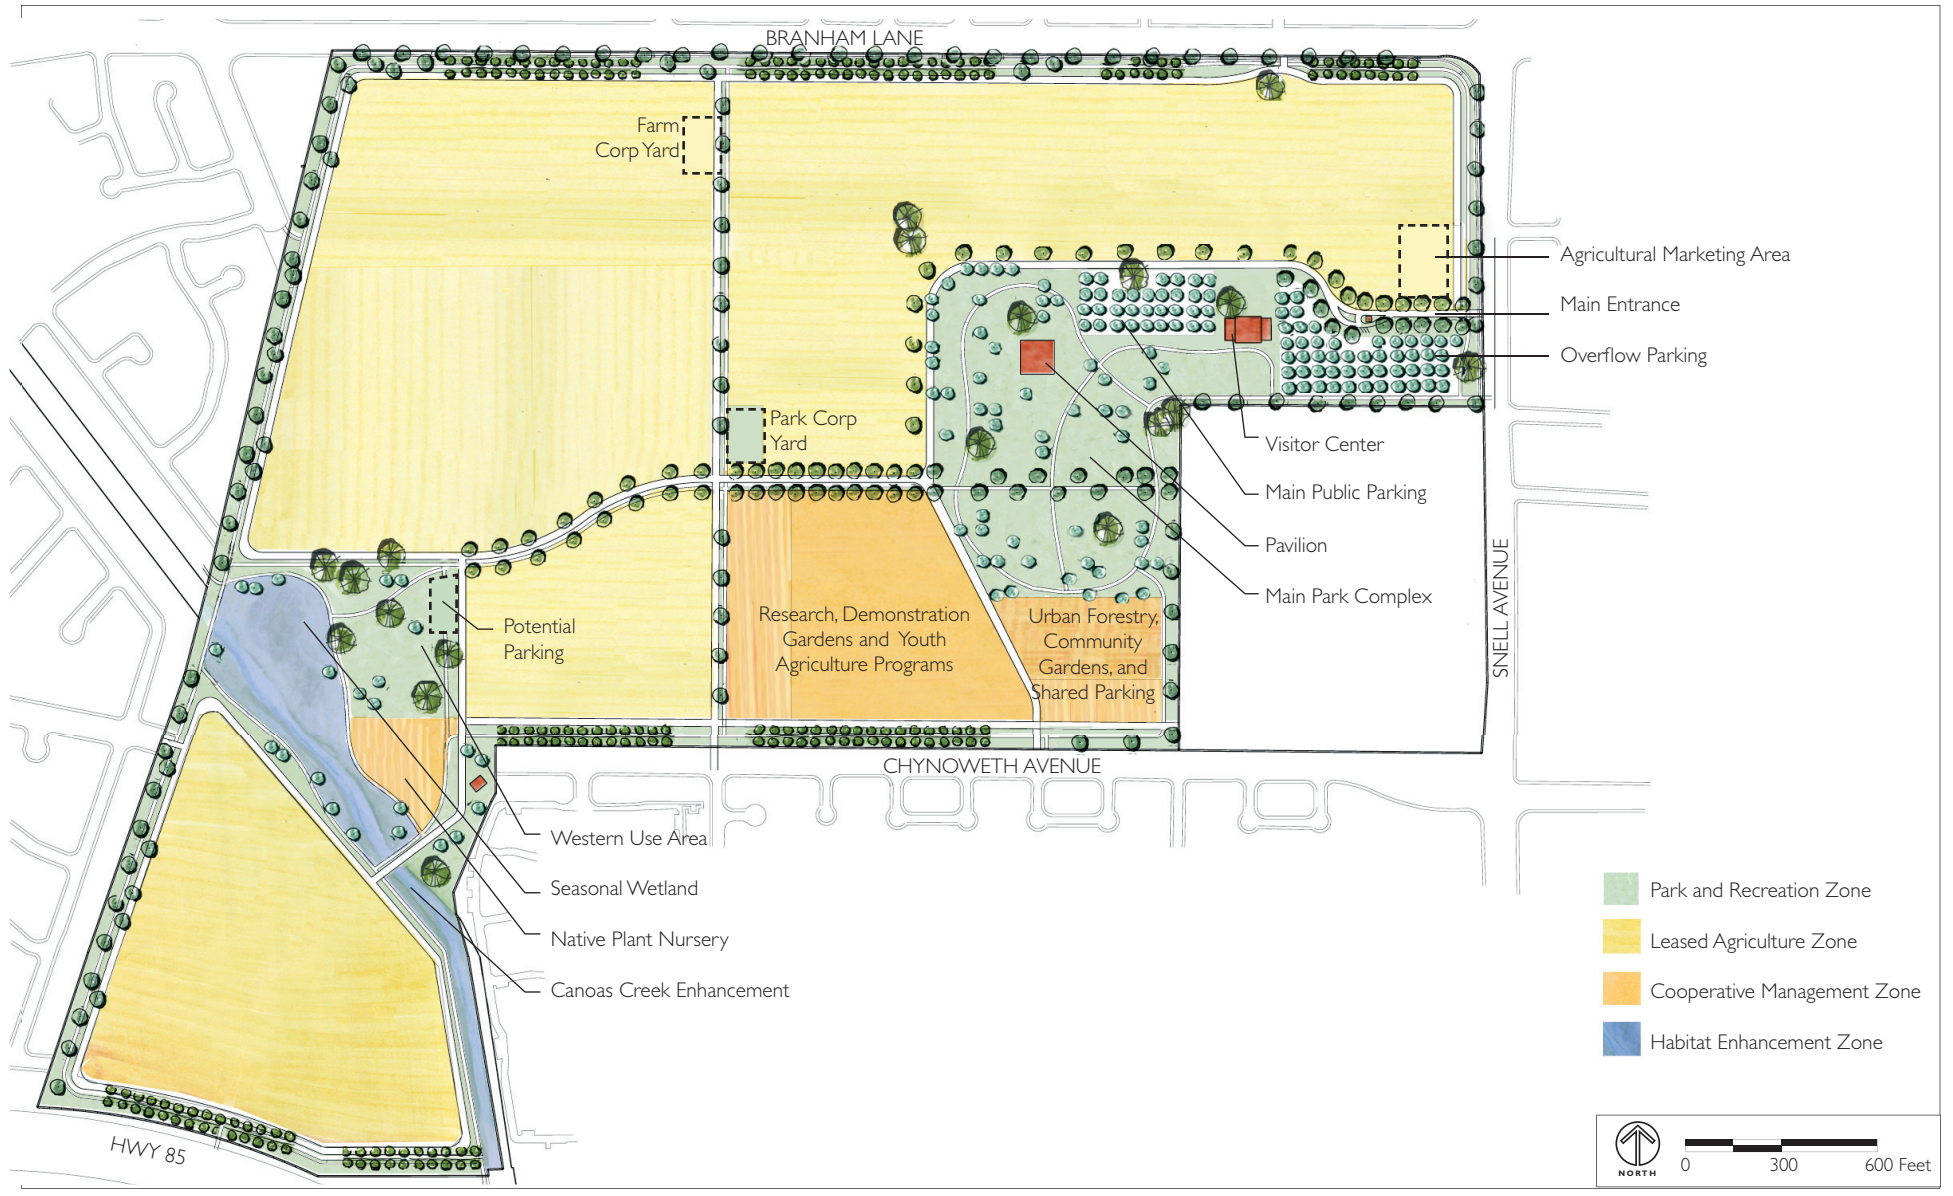 BRANHAM LANE
Farm
Corp Yard
Agricultural Marketing Area
Main Entrance
Overflow Parking
Park Corp
Yard
Visitor Center
Main Public Parking
Pavilion
Main Park Complex
SNELL AVENUE
Potential
Parking
Research, Demonstration
Gardens and Youth
Agriculture Programs
Urban Forestry,
Community
Gardens, and
Shared Parking
CHYNOWETH AVENUE
Western Use Area
Seasonal Wetland
Native Plant Nursery
Canoas Creek Enhancement
HWY 85
Park and Recreation Zone
Leased Agriculture Zone
Cooperative Management Zone
Habitat Enhancement Zone
NORTH
0 300 600 Feet